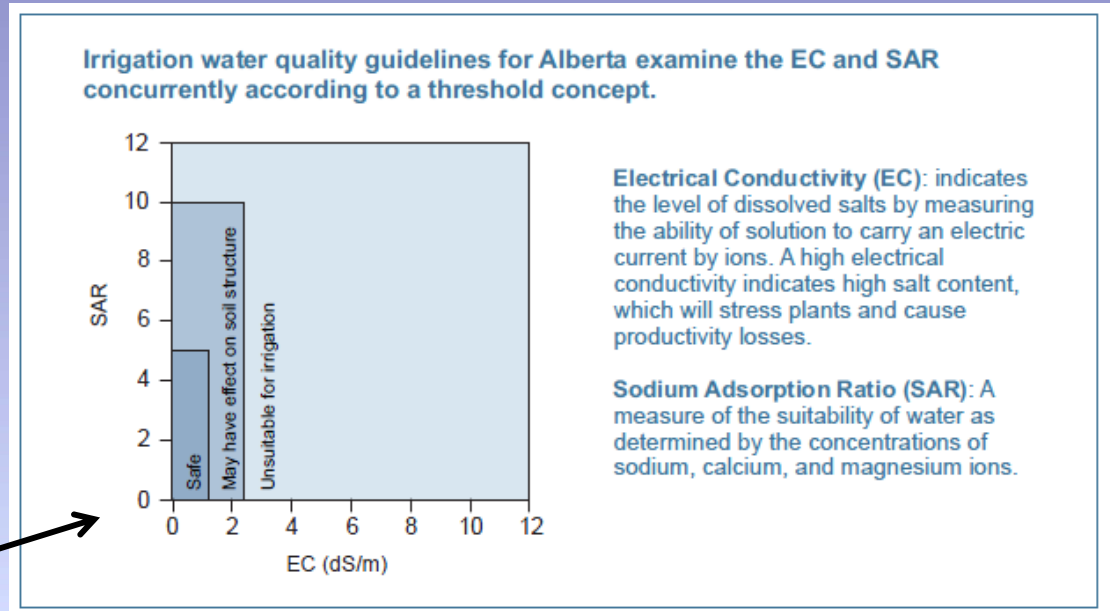 Irrigation water quality guidelines for Alberta examine the EC and SAR
concurrently according to a threshold concept.
12
10
8
6
4
2
0
SAR
Safe
May have effect on soil structure
Unsuitable for irrigation
0 2 4 6 8 10 12
EC (dS/m)
Electrical Conductivity (EC): indicates
the level of dissolved salts by measuring
the ability of solution to carry an electric
current by ions. A high electrical
conductivity indicates high salt content,
which will stress plants and cause
productivity losses.
Sodium Adsorption Ratio (SAR): A
measure of the suitability of water as
determined by the concentrations of
sodium, calcium, and magnesium ions.